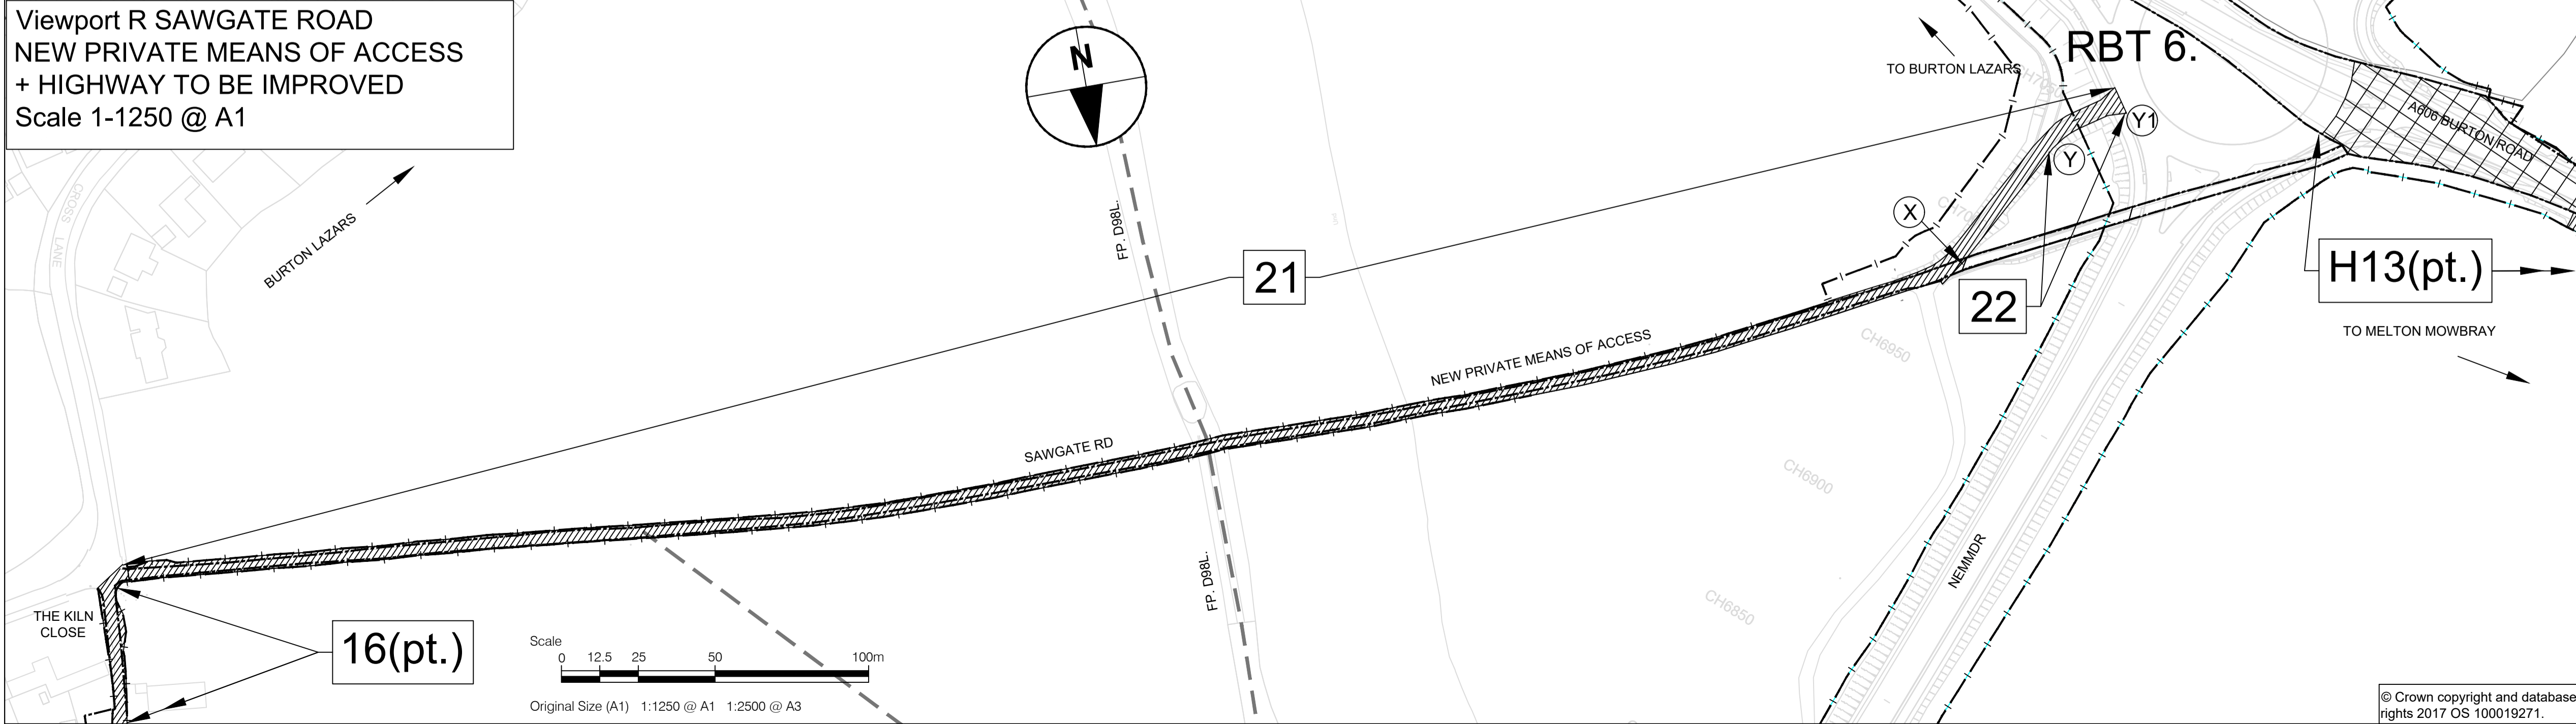 Viewport R SAWGATE ROAD
NEW PRIVATE MEANS OF ACCESS
+ HIGHWAY TO BE IMPROVED
Scale 1-1250 @ A1
N
RBT 6.
TO BURTON LAZARS
A606 BURTON ROAD
Y1
Y
X
CROSS LANE
BURTON LAZARS
FP. D98L.
21
22
H13(pt.)
TO MELTON MOWBRAY
NEW PRIVATE MEANS OF ACCESS
CH6950
SAWGATE RD
CH6900
NEMMDR
FP. D98L.
CH6850
THE KILN
CLOSE
16(pt.)
Scale
0 12.5 25 50 100m
Original Size (A1) 1:1250 @ A1 1:2500 @ A3
© Crown copyright and database
rights 2017 OS 100019271.